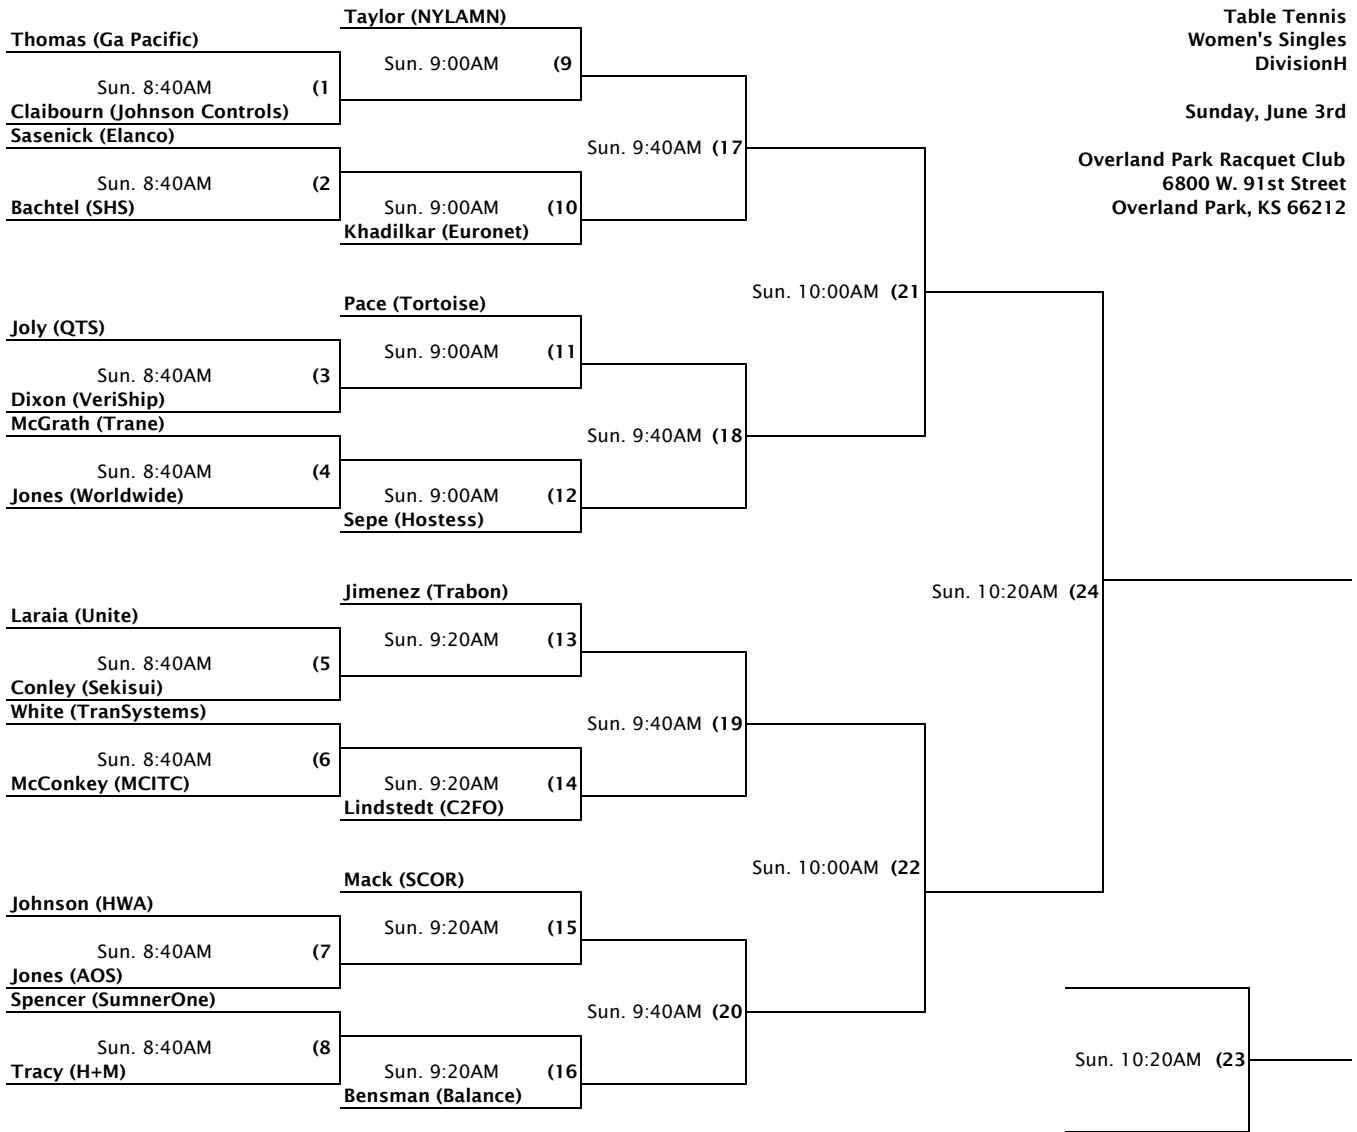 Taylor (NYLAMN)
Table Tennis
Thomas (Ga Pacific)
Women's Singles
Sun. 9:00AM (9
DivisionH
Sun. 8:40AM (1
Claibourn (Johnson Controls)
Sunday, June 3rd
Sasenick (Elanco)
Sun. 9:40AM (17
Overland Park Racquet Club
Sun. 8:40AM (2
6800 W. 91st Street
Bachtel (SHS)
Sun. 9:00AM (10
Overland Park, KS 66212
Khadilkar (Euronet)
Sun. 10:00AM (21
Pace (Tortoise)
Joly (QTS)
Sun. 9:00AM (11
Sun. 8:40AM (3
Dixon (VeriShip)
McGrath (Trane)
Sun. 9:40AM (18
Sun. 8:40AM (4
Jones (Worldwide)
Sun. 9:00AM (12
Sepe (Hostess)
Jimenez (Trabon)
Sun. 10:20AM (24
Laraia (Unite)
Sun. 9:20AM (13
Sun. 8:40AM (5
Conley (Sekisui)
White (TranSystems)
Sun. 9:40AM (19
Sun. 8:40AM (6
McConkey (MCITC)
Sun. 9:20AM (14
Lindstedt (C2FO)
Sun. 10:00AM (22
Mack (SCOR)
Johnson (HWA)
Sun. 9:20AM (15
Sun. 8:40AM (7
Jones (AOS)
Spencer (SumnerOne)
Sun. 9:40AM (20
Sun. 8:40AM (8
Sun. 10:20AM (23
Tracy (H+M)
Sun. 9:20AM (16
Bensman (Balance)